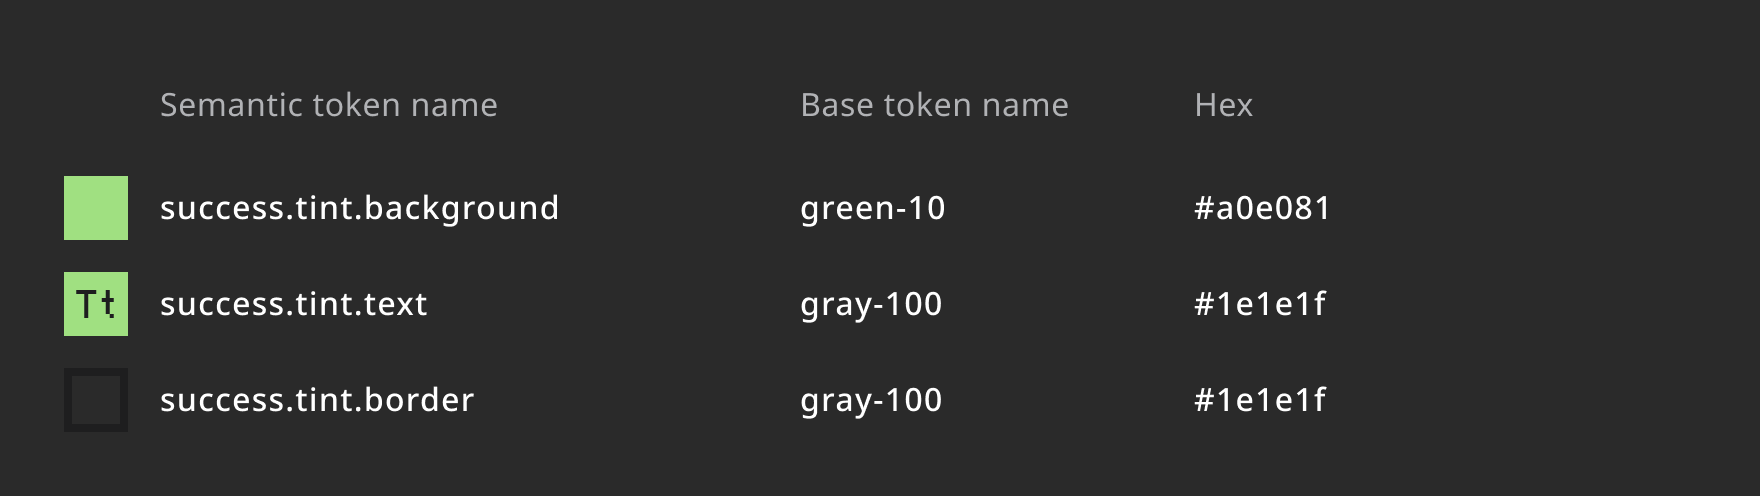 Semantic token name Base token name Hex
success.tint.background green-10 #a0e081
Tt success.tint.text gray-100 #1e1e1f
success.tint.border gray-100 #1e1e1f